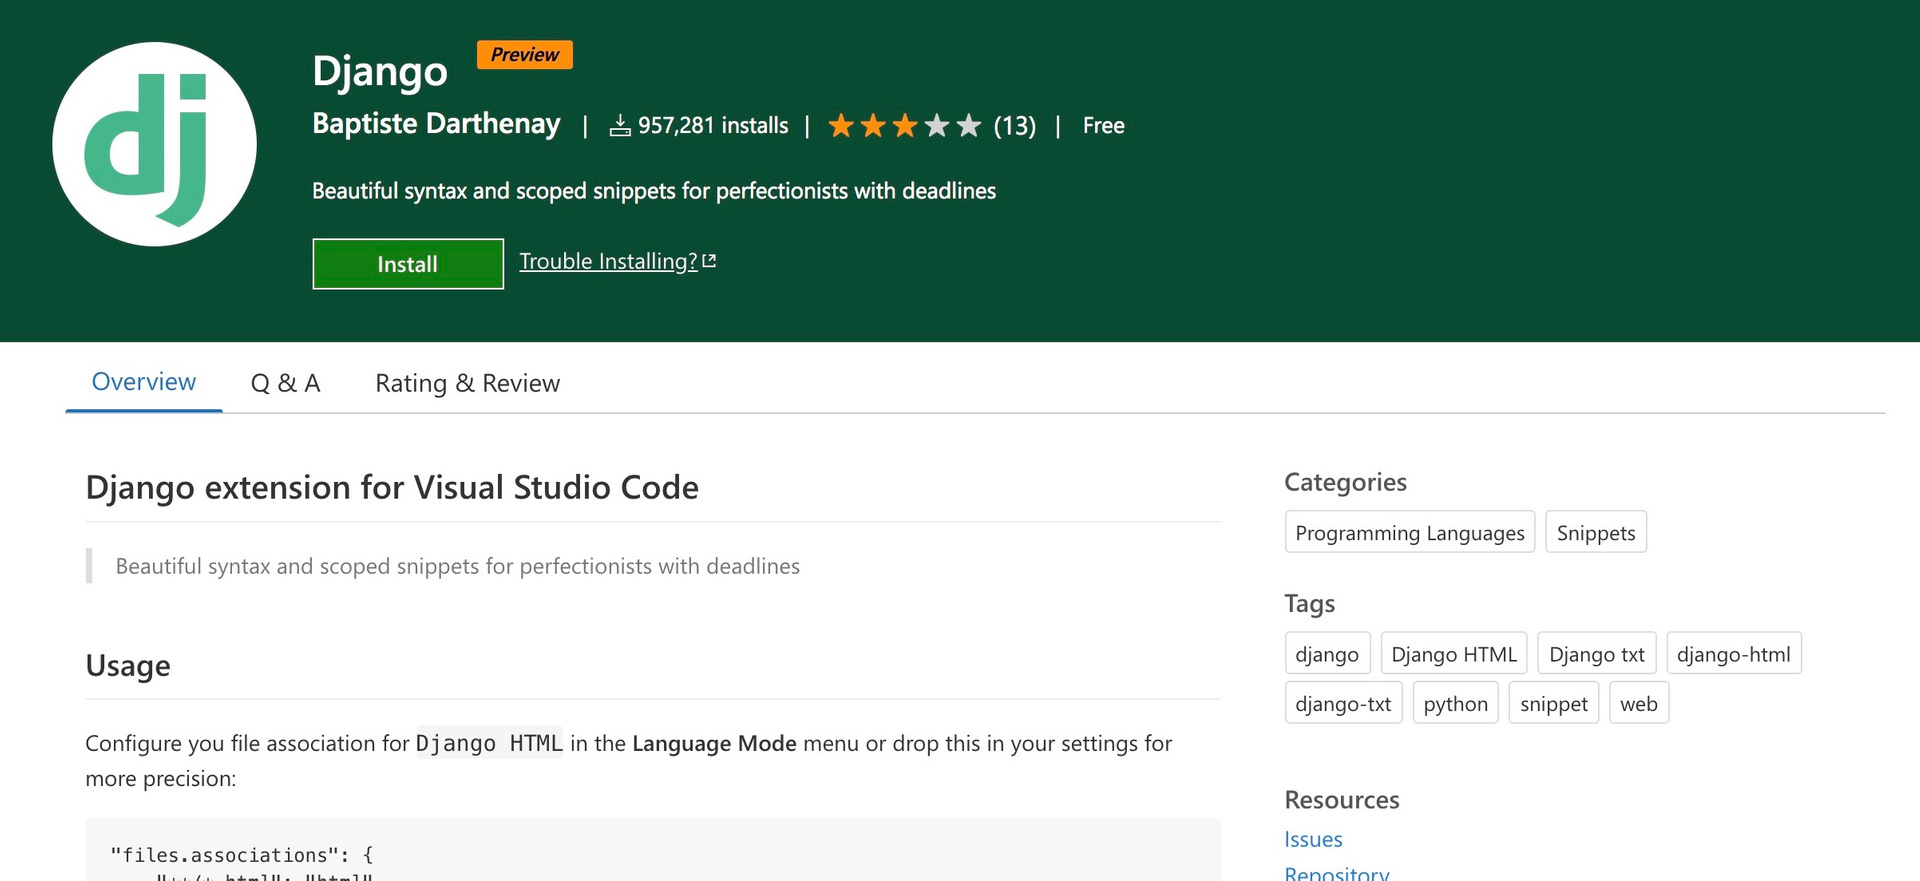 dj
Django Preview
Baptiste Darthenay | 957,281 installs | (13) | Free
Beautiful syntax and scoped snippets for perfectionists with deadlines
Install Trouble Installing?
Overview Q & A Rating & Review
Django extension for Visual Studio Code
Beautiful syntax and scoped snippets for perfectionists with deadlines
Usage
Configure you file association for Django HTML in the Language Mode menu or drop this in your settings for
more precision:
"files.associations": {
"**/*.html": "html",
Categories
Programming Languages Snippets
Tags
django Django HTML Django txt django-html
django-txt python snippet web
Resources
Issues
Repository